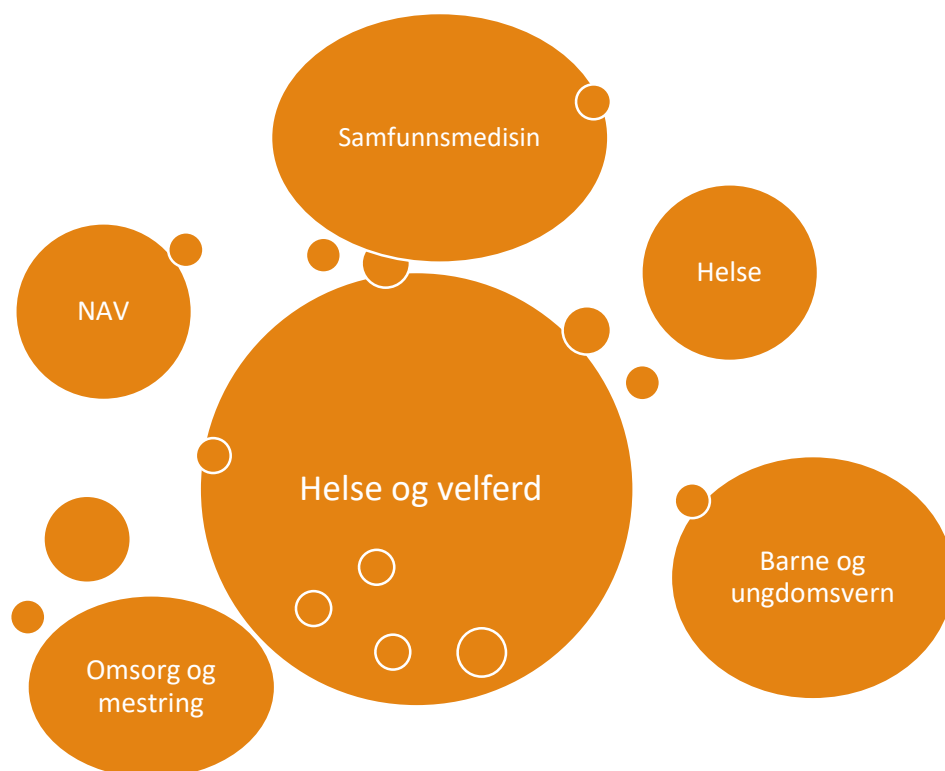 Samfunnsmedisin
Helse
NAV
Helse og velferd
Barne og
ungdomsvern
Omsorg og
mestring